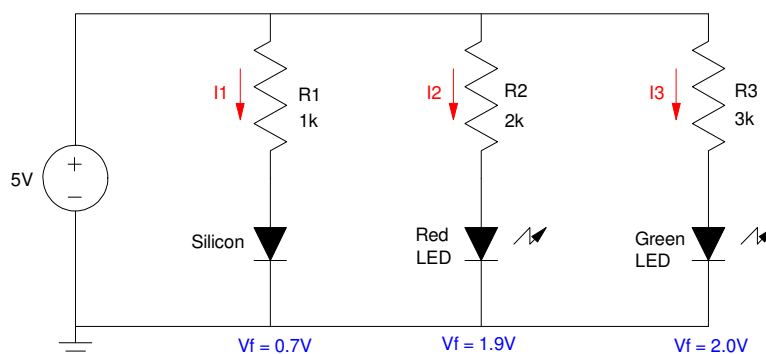 I1
R1
1k
I2
R2
2k
I3
R3
3k
5V
+
−
Silicon
Red
LED
Green
LED
Vf = 0.7V
Vf = 1.9V
Vf = 2.0V